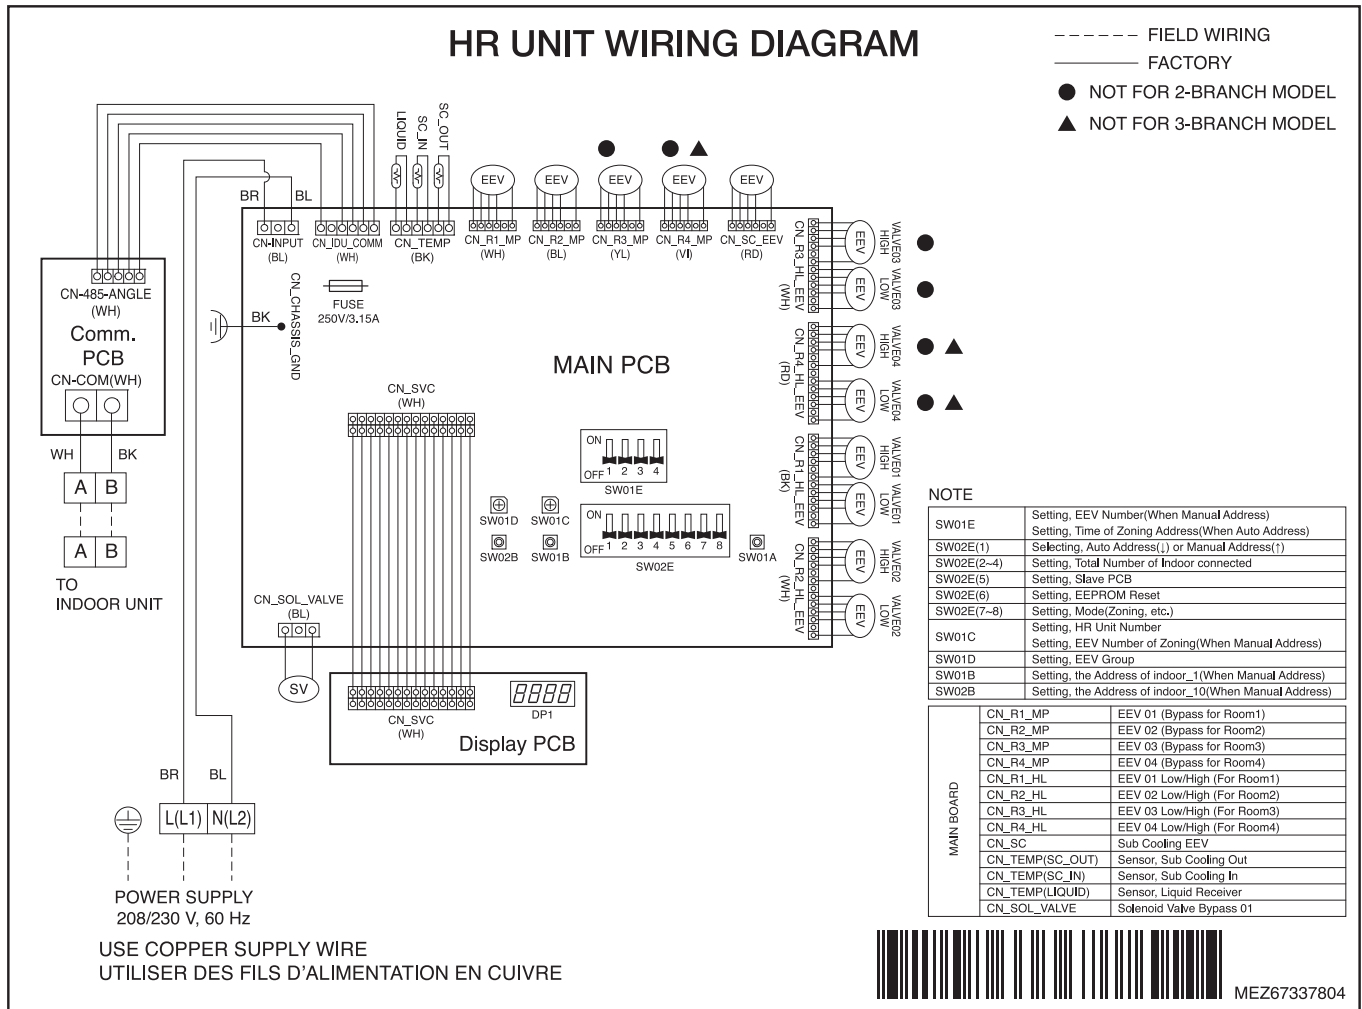 HR UNIT WIRING DIAGRAM
FIELD WIRING
FACTORY
NOT FOR 2-BRANCH MODEL
NOT FOR 3-BRANCH MODEL
LIQUID
SC_IN
SC_OUT
EEV
EEV
EEV
EEV
EEV
BR
BL
CN-INPUT
(BL)
CN_IDU_COMM
(WH)
CN_TEMP
(BK)
CN_R1_MP
(WH)
CN_R2_MP
(BL)
CN_R3_MP
(YL)
CN_R4_MP
(VI)
CN_SC_EEV
(RD)
CN_R3_HL_EEV
(WH)
EEV
VALVE03
HIGH
EEV
VALVE03
LOW
CN_R4_HL_EEV
(RD)
EEV
VALVE04
HIGH
EEV
VALVE04
LOW
CN_R1_HL_EEV
(BK)
EEV
VALVE01
HIGH
EEV
VALVE01
LOW
CN_R2_HL_EEV
(WH)
EEV
VALVE02
HIGH
EEV
VALVE02
LOW
CN-485-ANGLE
(WH)
Comm.
PCB
CN-COM(WH)
WH
BK
A B
A B
TO
INDOOR UNIT
BK
CN_CHASSIS_GND
FUSE
250V/3.15A
MAIN PCB
CN_SVC
(WH)
ON
OFF
1 2 3 4
SW01E
SW01D
SW01C
SW02B
SW01B
ON
OFF
1 2 3 4 5 6 7 8
SW02E
SW01A
CN_SOL_VALVE
(BL)
SV
CN_SVC
(WH)
8888
DP1
Display PCB
BR
BL
L(L1) N(L2)
POWER SUPPLY
208/230 V, 60 Hz
USE COPPER SUPPLY WIRE
UTILISER DES FILS D'ALIMENTATION EN CUIVRE
NOTE
SW01E Setting, EEV Number(When Manual Address)
Setting, Time of Zoning Address(When Auto Address)
SW02E(1) Selecting, Auto Address(↓) or Manual Address(↑)
SW02E(2~4) Setting, Total Number of Indoor connected
SW02E(5) Setting, Slave PCB
SW02E(6) Setting, EEPROM Reset
SW02E(7~8) Setting, Mode(Zoning, etc.)
SW01C Setting, HR Unit Number
Setting, EEV Number of Zoning(When Manual Address)
SW01D Setting, EEV Group
SW01B Setting, the Address of indoor_1(When Manual Address)
SW02B Setting, the Address of indoor_10(When Manual Address)
MAIN BOARD
CN_R1_MP EEV 01 (Bypass for Room1)
CN_R2_MP EEV 02 (Bypass for Room2)
CN_R3_MP EEV 03 (Bypass for Room3)
CN_R4_MP EEV 04 (Bypass for Room4)
CN_R1_HL EEV 01 Low/High (For Room1)
CN_R2_HL EEV 02 Low/High (For Room2)
CN_R3_HL EEV 03 Low/High (For Room3)
CN_R4_HL EEV 04 Low/High (For Room4)
CN_SC Sub Cooling EEV
CN_TEMP(SC_OUT) Sensor, Sub Cooling Out
CN_TEMP(SC_IN) Sensor, Sub Cooling In
CN_TEMP(LIQUID) Sensor, Liquid Receiver
CN_SOL_VALVE Solenoid Valve Bypass 01
MEZ67337804